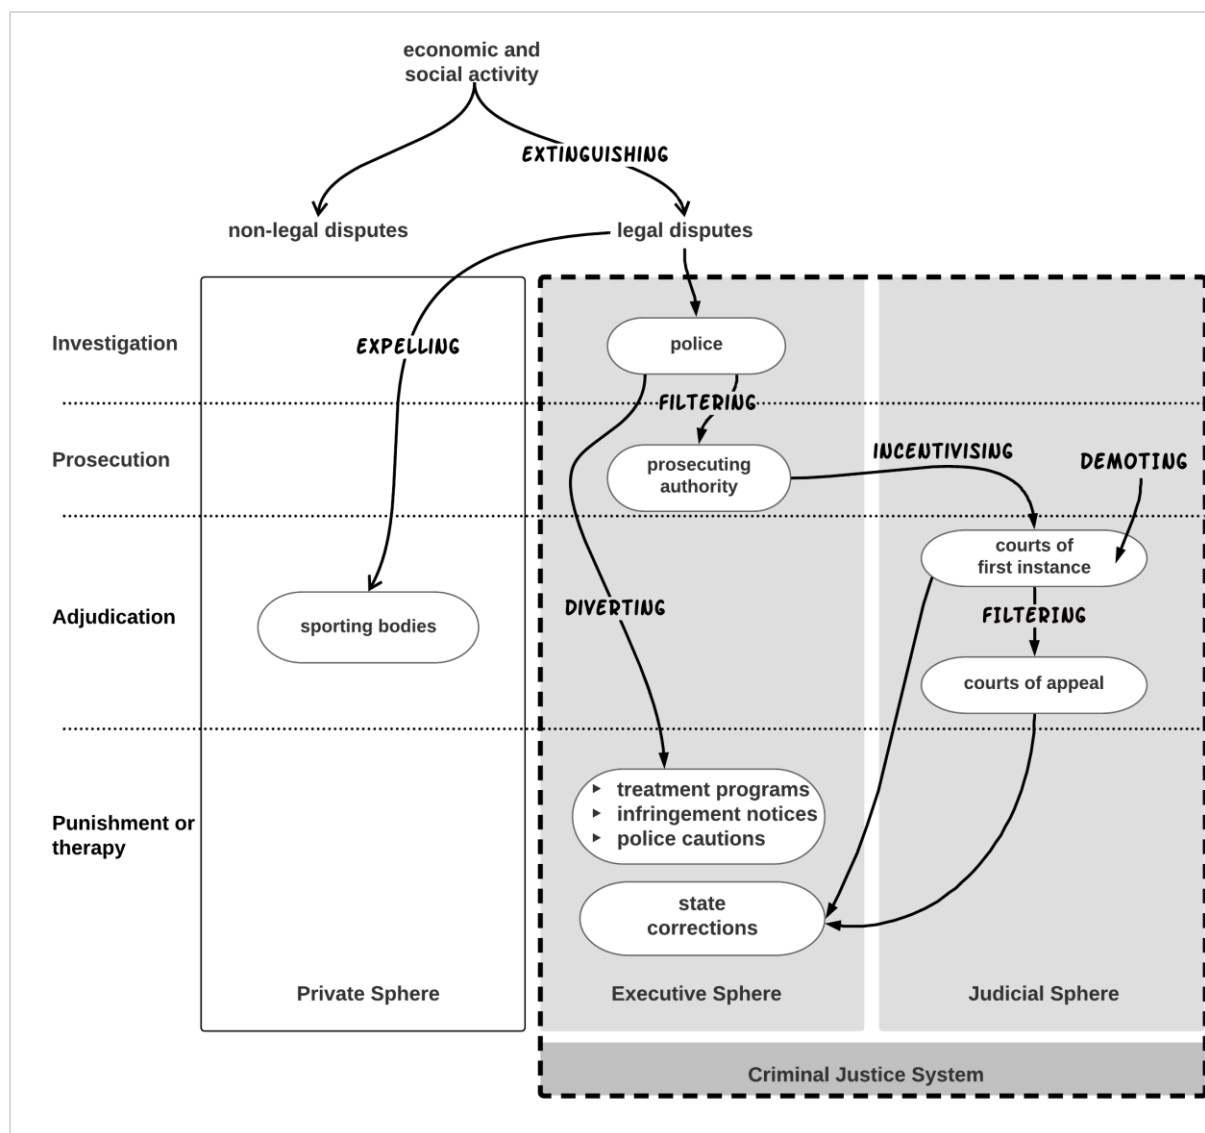 economic and
social activity
EXTINGUISHING
non-legal disputes
legal disputes
Investigation
EXPELLING
police
FILTERING
Prosecution
prosecuting
authority
INCENTIVISING
DEMOTING
courts of
first instance
Adjudication
sporting bodies
DIVERTING
FILTERING
courts of appeal
Punishment or
therapy
treatment programs
infringement notices
police cautions
state
corrections
Private Sphere
Executive Sphere
Judicial Sphere
Criminal Justice System